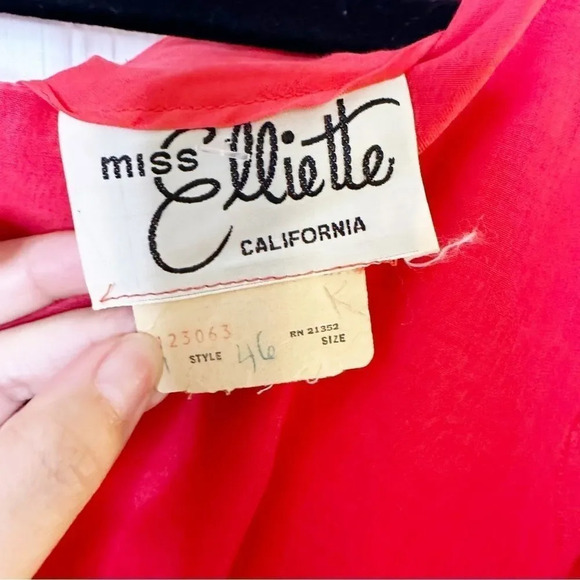 miss Elliette
CALIFORNIA
K
123063 RN 21352
STYLE 46 SIZE